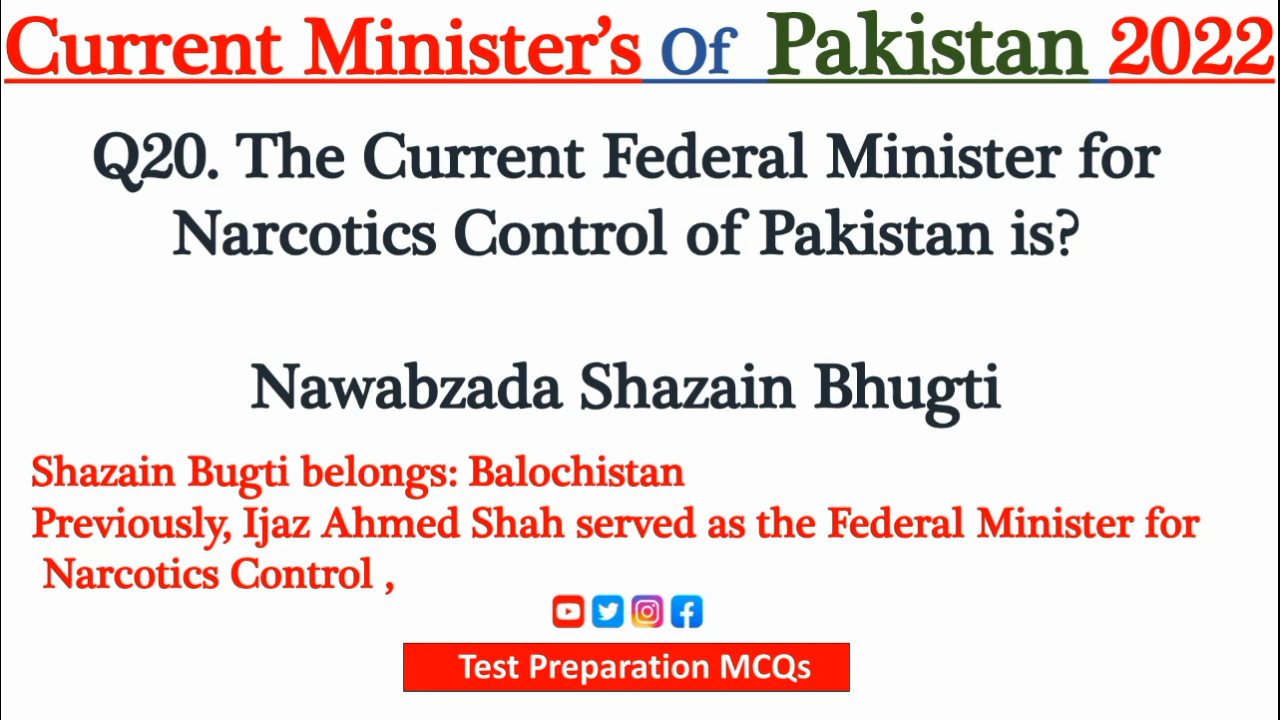 Current Minister’s Of Pakistan 2022
Q20. The Current Federal Minister for
Narcotics Control of Pakistan is?
Nawabzada Shazain Bhugti
Shazain Bugti belongs: Balochistan
Previously, Ijaz Ahmed Shah served as the Federal Minister for
Narcotics Control ,
Test Preparation MCQs